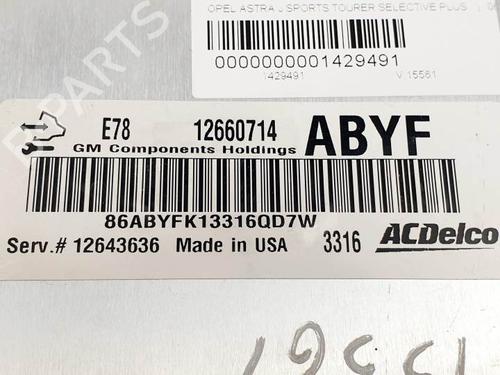 OPEL ASTRA J SPORTS TOURER SELECTIVE PLUS
0000000001429491
1429491 V 15561
E78 12660714 ABYF
GM Components Holdings
86ABYFK13316QD7W
Serv.# 12643636 Made in USA 3316 ACDelco
PARTS